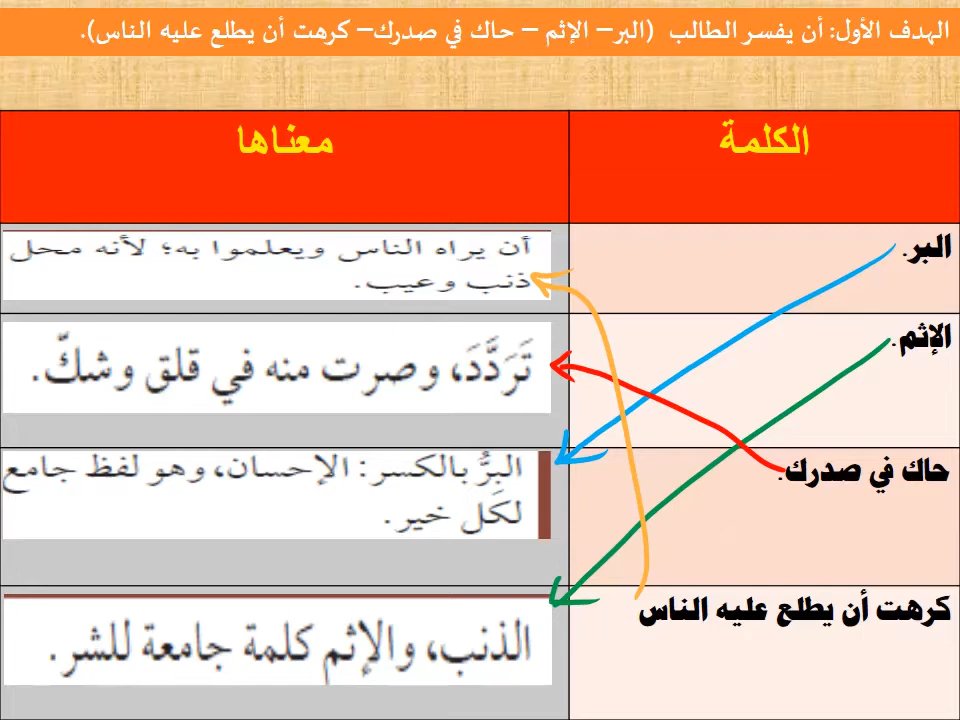 الهدف الأول: أن يفسر الطالب (البر– الإثم – حاك في صدرك– كرهت أن يطلع عليه الناس).
الكلمة
معناها
البر.
أن يراه الناس ويعلموا به؛ لأنه محل
ذنب وعيب.
الإثم.
تَرَدَّدَ، وصرت منه في قلق وشكّ.
حاك في صدرك.
البِرُّ بالكسر: الإحسان، وهو لفظ جامع
لكل خير.
كرهت أن يطلع عليه الناس
الذنب، والإثم كلمة جامعة للشر.